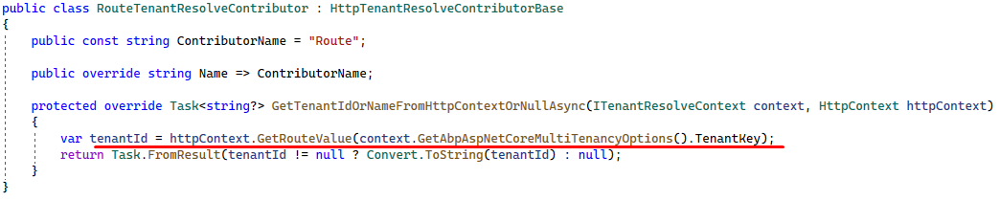 public class RouteTenantResolveContributor : HttpTenantResolveContributorBase
{
    public const string ContributorName = "Route";

    public override string Name => ContributorName;

    protected override Task<string?> GetTenantIdOrNameFromHttpContextOrNullAsync(ITenantResolveContext context, HttpContext httpContext)
    {
        var tenantId = httpContext.GetRouteValue(context.GetAbpAspNetCoreMultiTenancyOptions().TenantKey);
        return Task.FromResult(tenantId != null ? Convert.ToString(tenantId) : null);
    }
}